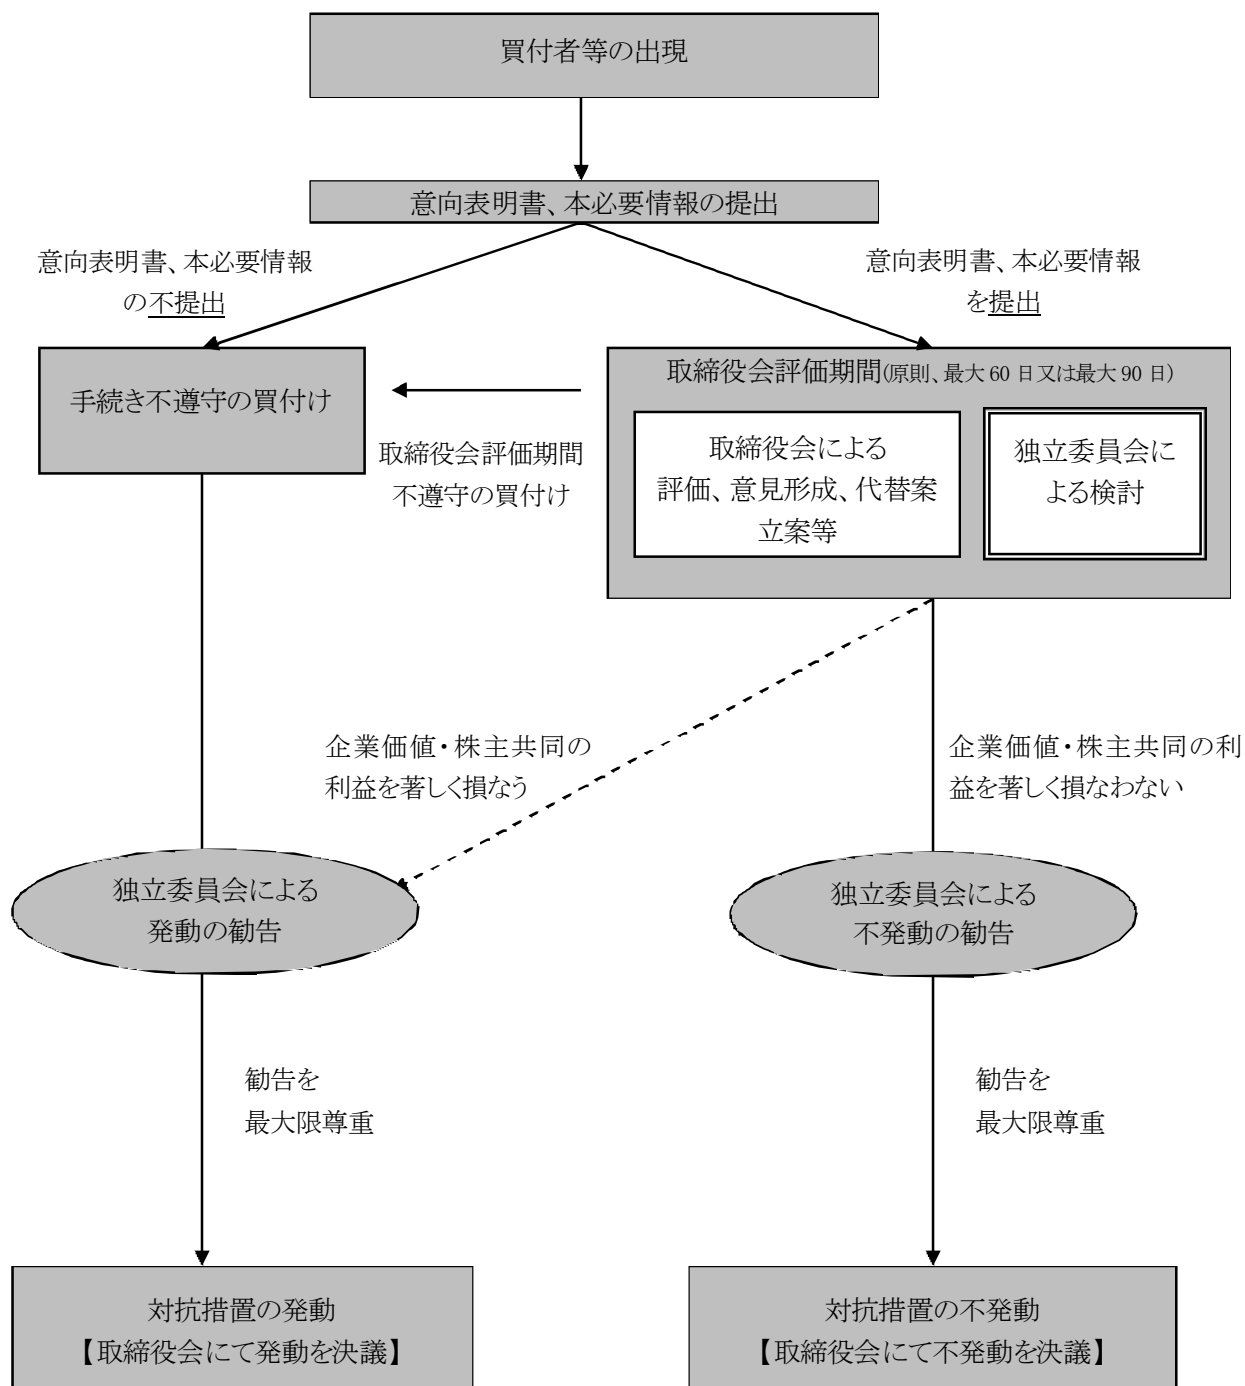 買付者等の出現
意向表明書、本必要情報の提出
意向表明書、本必要情報
の不提出
意向表明書、本必要情報
を提出
手続き不遵守の買付け
取締役会評価期間
不遵守の買付け
取締役会評価期間(原則、最大 60 日又は最大 90 日)
取締役会による
評価、意見形成、代替案
立案等
独立委員会に
よる検討
企業価値・株主共同の
利益を著しく損なう
企業価値・株主共同の利
益を著しく損なわない
独立委員会による
発動の勧告
独立委員会による
不発動の勧告
勧告を
最大限尊重
勧告を
最大限尊重
対抗措置の発動
【取締役会にて発動を決議】
対抗措置の不発動
【取締役会にて不発動を決議】